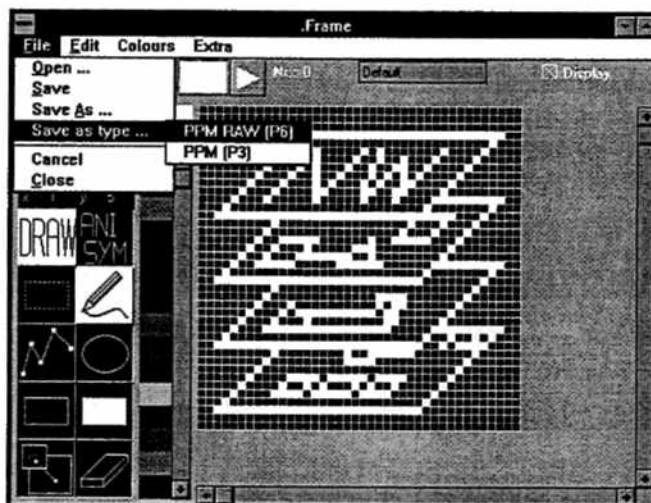 .Frame
File Edit Colours Extra
Open ...
Save
Save As ...
Save as type ...
PPM RAW (P6)
PPM (P3)
Cancel
Close
Nr.: 0 Default Display
x r y s
DRAW ANI SYM